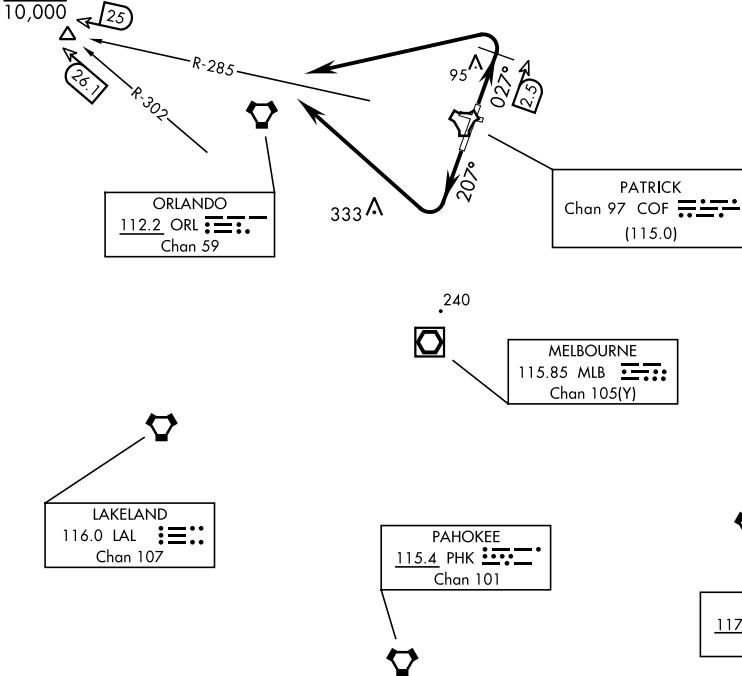 10,000
25
26.1
R-285
R-302
95
027°
2.5
207°
333
ORLANDO
112.2 ORL
Chan 59
PATRICK
Chan 97 COF
(115.0)
240
MELBOURNE
115.85 MLB
Chan 105(Y)
LAKELAND
116.0 LAL
Chan 107
PAHOKEE
115.4 PHK
Chan 101
117